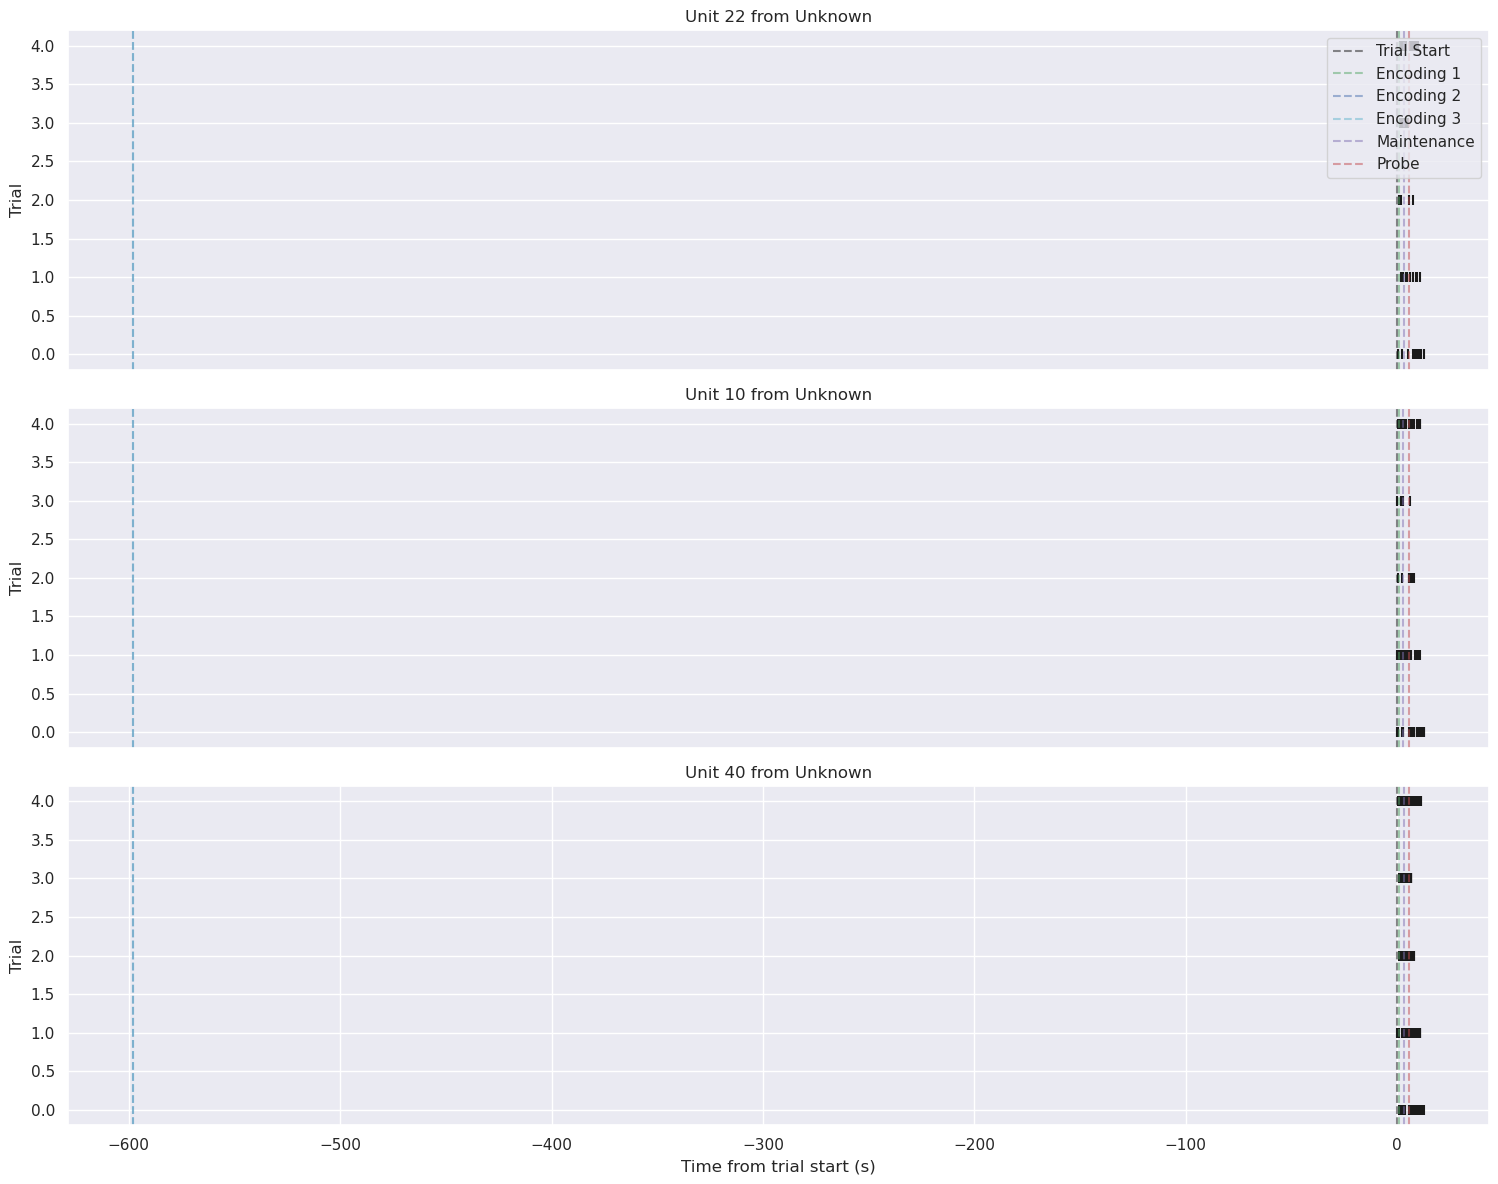 Unit 22 from Unknown
4.0
3.5
3.0
2.5
2.0
1.5
1.0
0.5
0.0
Trial
Trial Start
Encoding 1
Encoding 2
Encoding 3
Maintenance
Probe
Unit 10 from Unknown
4.0
3.5
3.0
2.5
2.0
1.5
1.0
0.5
0.0
Trial
Unit 40 from Unknown
4.0
3.5
3.0
2.5
2.0
1.5
1.0
0.5
0.0
Trial
−600 −500 −400 −300 −200 −100 0
Time from trial start (s)